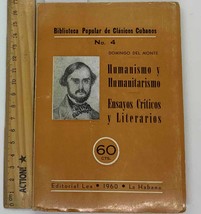 Biblioteca Popular de Clásicos Cubanos
No. 4
DOMINGO DEL MONTE
Humanismo y
Humanitarismo
Ensayos Críticos
y Literarios
60
CTS.
Editorial Lex • 1960 • La Habana